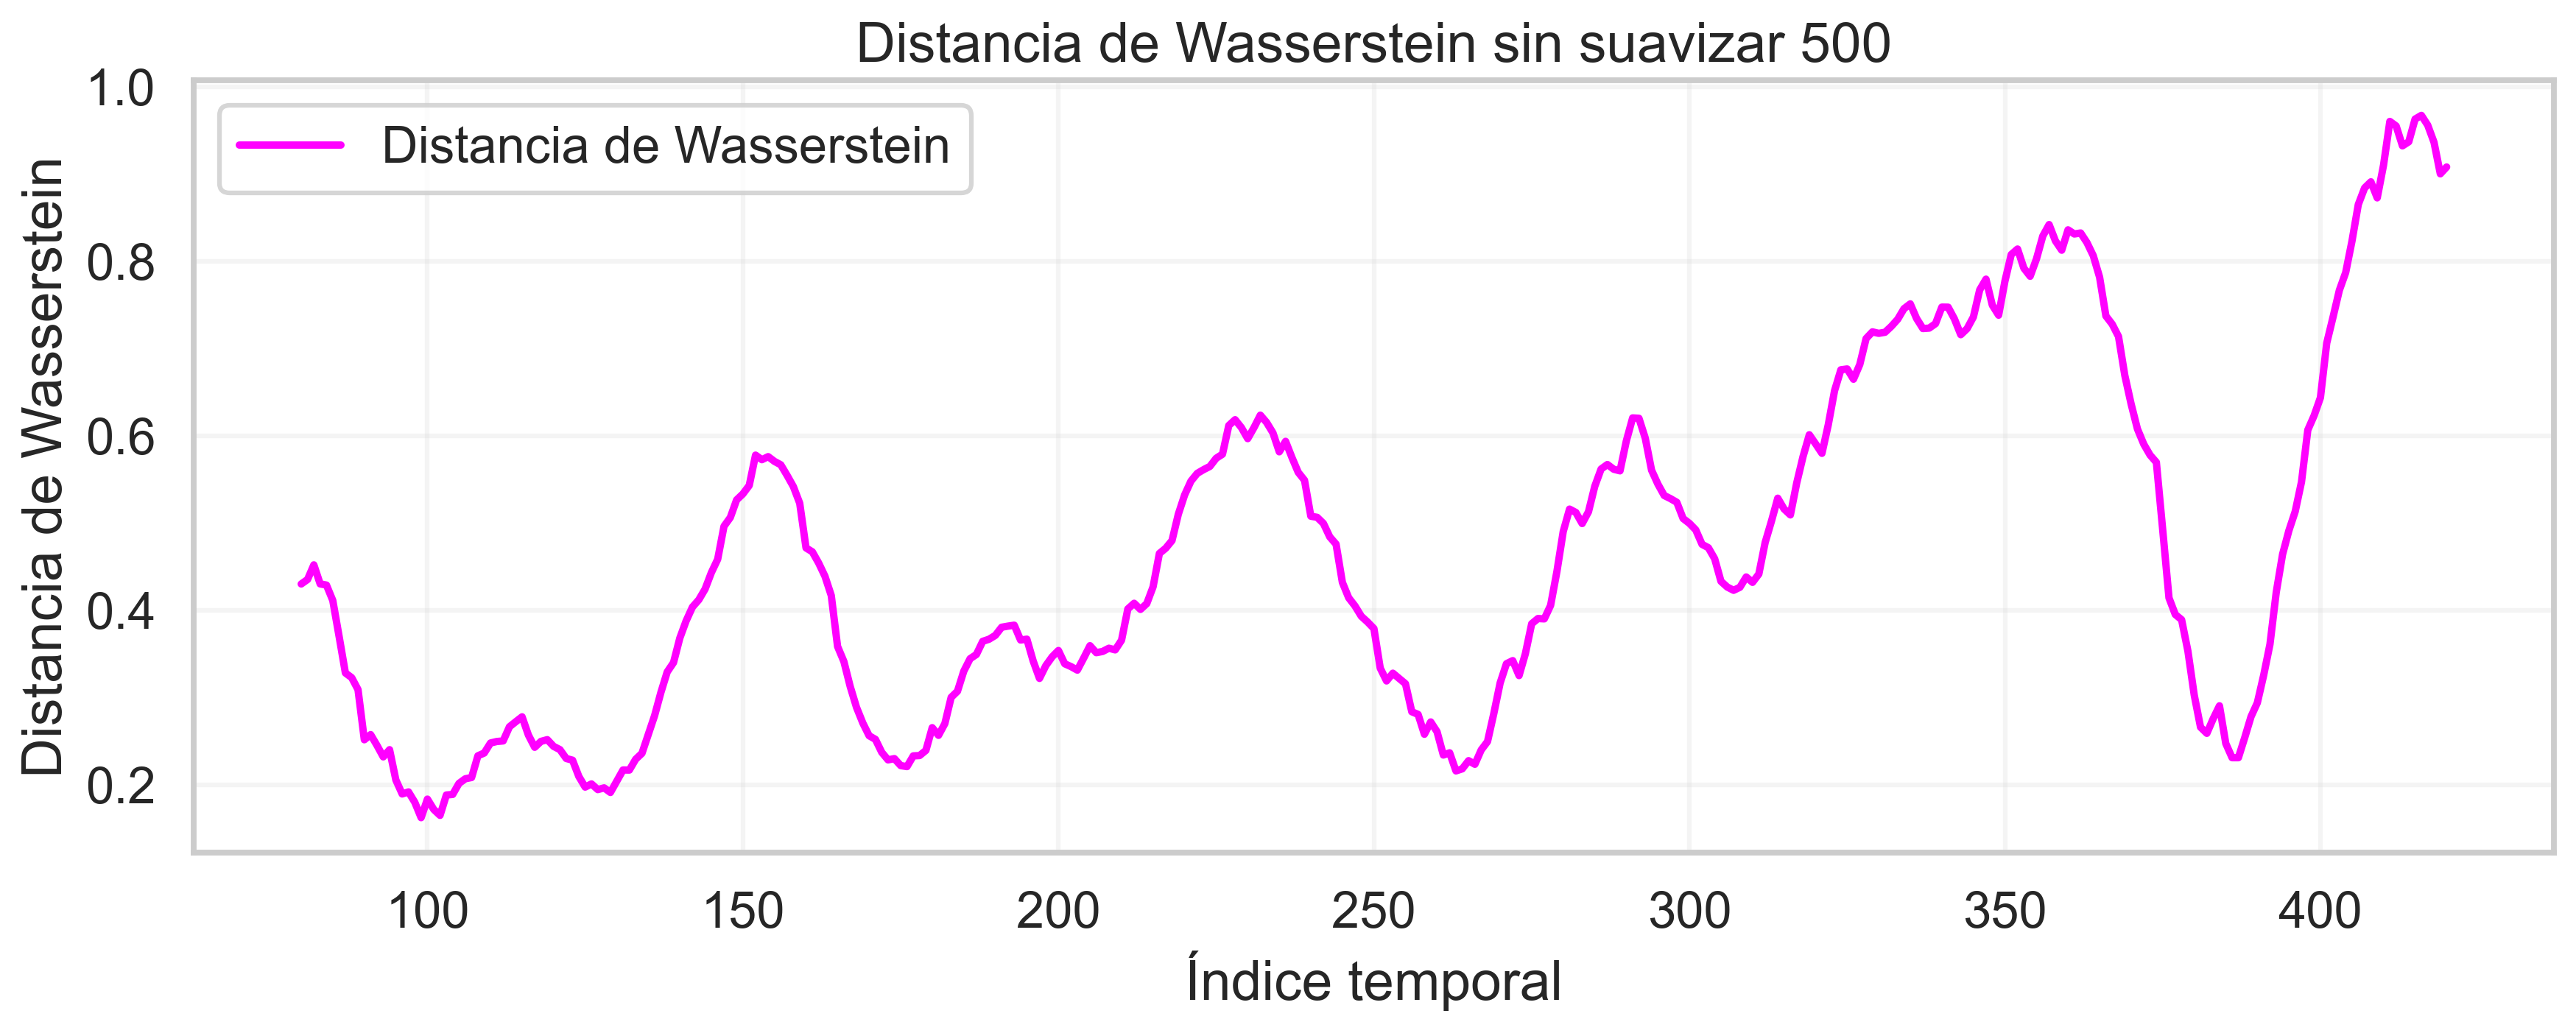 Distancia de Wasserstein sin suavizar 500
Distancia de Wasserstein
Distancia de Wasserstein
1.0
0.8
0.6
0.4
0.2
100 150 200 250 300 350 400
Índice temporal